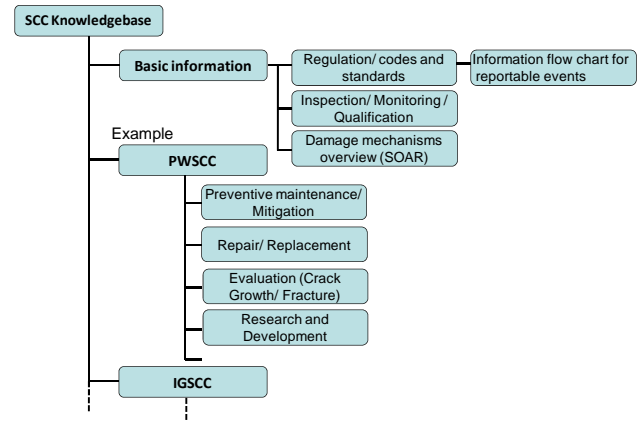 SCC Knowledgebase
Basic information
Regulation/ codes and
standards
Information flow chart for
reportable events
Inspection/ Monitoring /
Qualification
Damage mechanisms
overview (SOAR)
Example
PWSCC
Preventive maintenance/
Mitigation
Repair/ Replacement
Evaluation (Crack
Growth/ Fracture)
Research and
Development
IGSCC